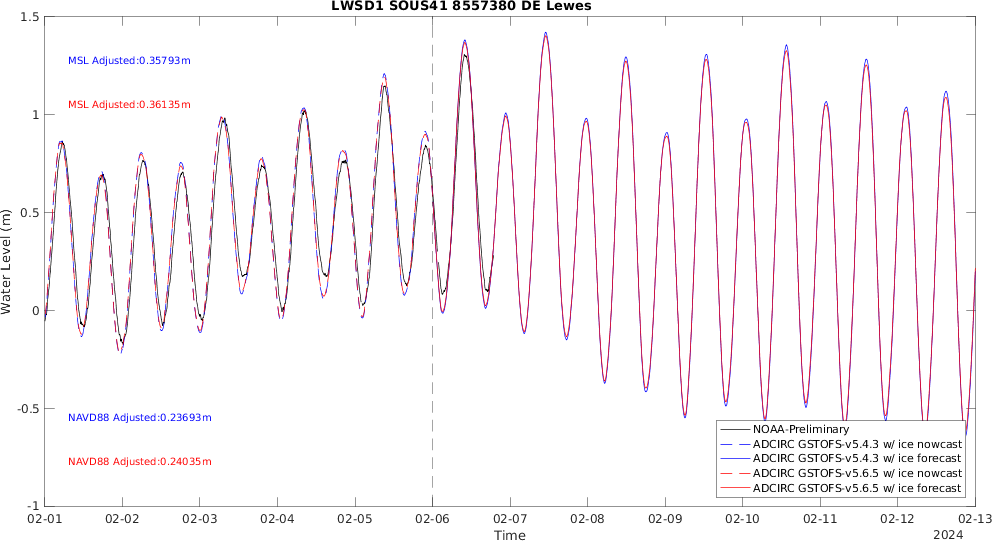 LWSD1 SOUS41 8557380 DE Lewes
1.5
1
0.5
0
-0.5
-1
Water Level (m)
MSL Adjusted:0.35793m
MSL Adjusted:0.36135m
NAVD88 Adjusted:0.23693m
NAVD88 Adjusted:0.24035m
NOAA-Preliminary
ADCIRC GSTOFS-v5.4.3 w/ ice nowcast
ADCIRC GSTOFS-v5.4.3 w/ ice forecast
ADCIRC GSTOFS-v5.6.5 w/ ice nowcast
ADCIRC GSTOFS-v5.6.5 w/ ice forecast
02-01 02-02 02-03 02-04 02-05 02-06 02-07 02-08 02-09 02-10 02-11 02-12 02-13
Time
2024